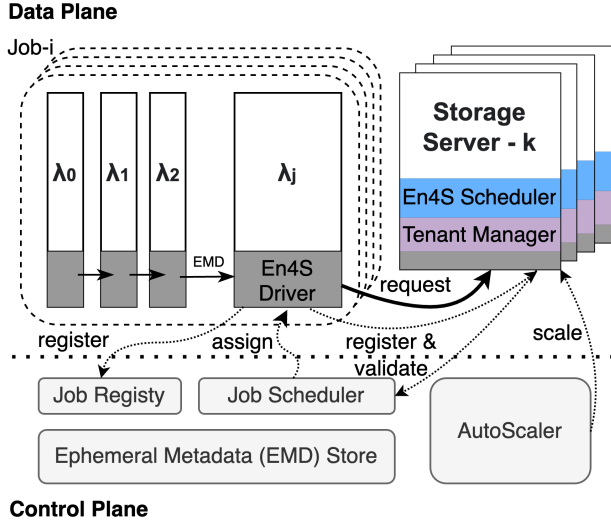 Data Plane
Job-i
λ0
λ1
λ2
λj
EMD
En4S
Driver
Storage
Server - k
En4S Scheduler
Tenant Manager
request
register
assign
register &
validate
scale
Job Registy
Job Scheduler
AutoScaler
Ephemeral Metadata (EMD) Store
Control Plane